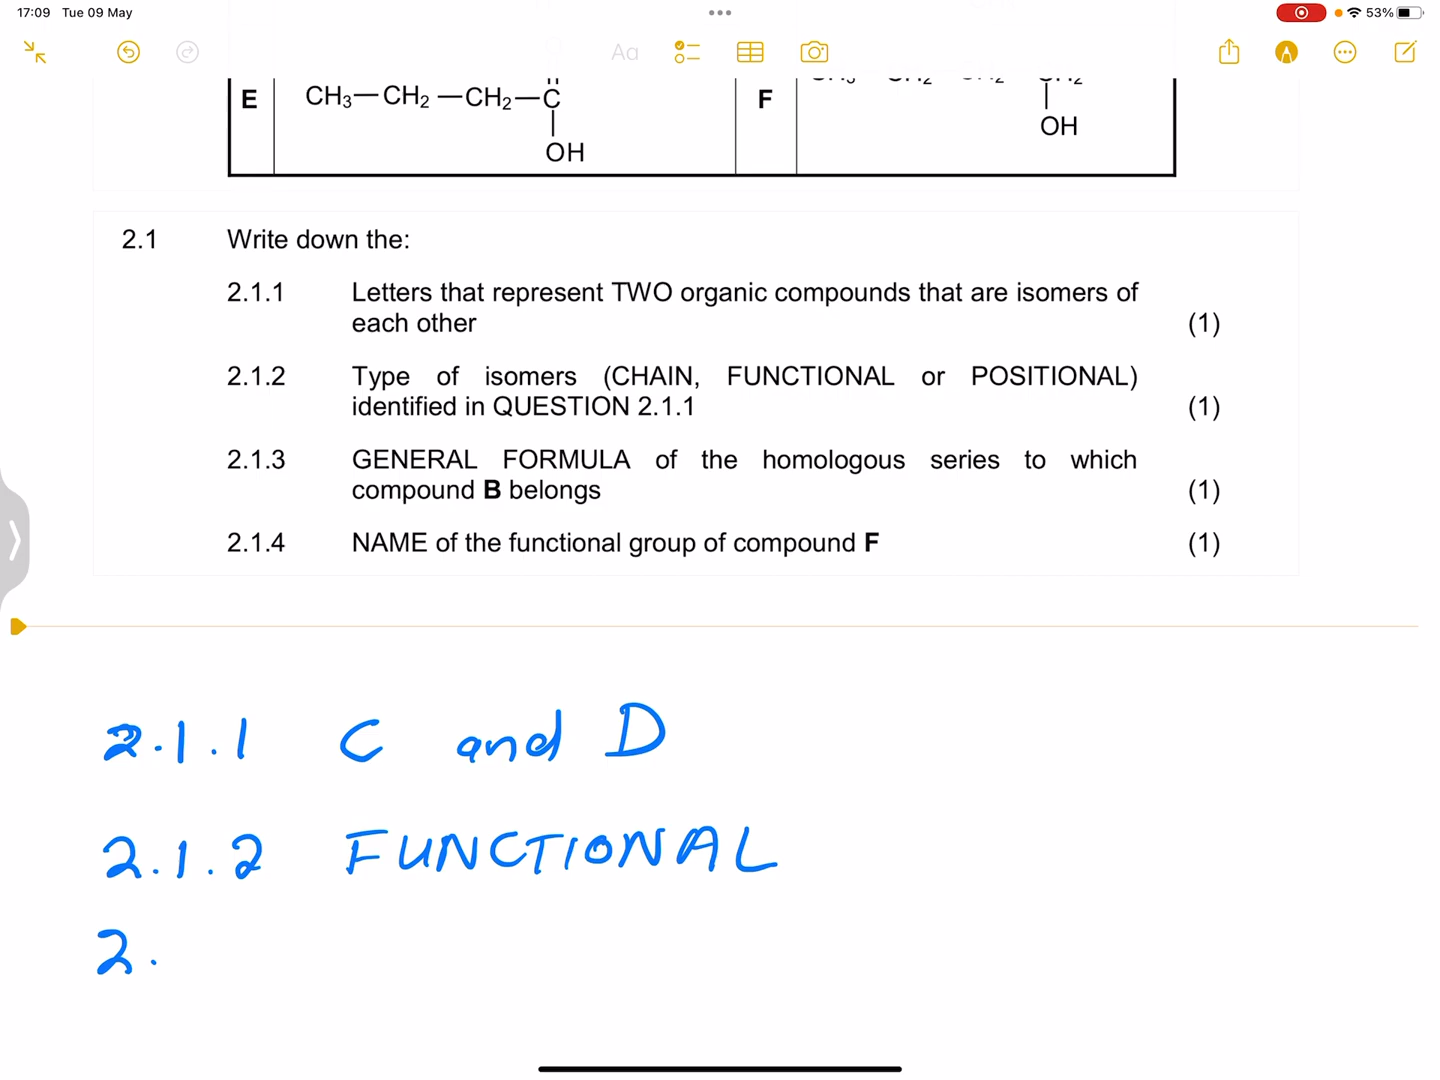 17:09 Tue 09 May 53%
Aa
E CH₃—CH₂—CH₂—C F
OH
OH
2.1 Write down the:
2.1.1 Letters that represent TWO organic compounds that are isomers of
each other (1)
2.1.2 Type of isomers (CHAIN, FUNCTIONAL or POSITIONAL)
identified in QUESTION 2.1.1 (1)
2.1.3 GENERAL FORMULA of the homologous series to which
compound B belongs (1)
2.1.4 NAME of the functional group of compound F (1)
2.1.1 C and D
2.1.2 FUNCTIONAL
2.